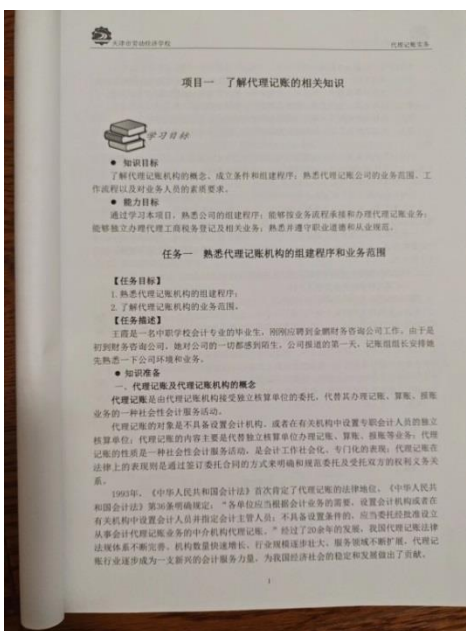 天津市劳动经济学校
代理记账实务
项目一 了解代理记账的相关知识
学习目标
● 知识目标
了解代理记账机构的概念、成立条件和组建程序；熟悉代理记账公司的业务范围、工
作流程以及对业务人员的素质要求。
● 能力目标
通过学习本项目，熟悉公司的组建程序；能够按业务流程承接和办理代理记账业务；
能够独立办理代理工商税务登记及相关业务；熟悉并遵守职业道德和从业规范。
任务一 熟悉代理记账机构的组建程序和业务范围
【任务目标】
1.熟悉代理记账机构的组建程序；
2.了解代理记账机构的业务范围。
【任务描述】
王霞是一名中职学校会计专业的毕业生，刚刚应聘到金鹏财务咨询公司工作。由于是
初到财务咨询公司，她对公司的一切都感到陌生。公司报道的第一天，记账组组长安排她
先熟悉一下公司环境和业务。
● 知识准备
一、代理记账及代理记账机构的概念
代理记账是由代理记账机构接受独立核算单位的委托，代替其办理记账、算账、报账
业务的一种社会性会计服务活动。
代理记账的对象是不具备设置会计机构，或者在有关机构中设置专职会计人员的独立
核算单位；代理记账的内容主要是代替独立核算单位办理记账、算账、报账等业务；代理
记账的性质是一种社会性会计服务活动，是会计工作社会化、专门化的表现；代理记账在
法律上的表现则是通过签订委托合同的方式来明确和规范委托及受托双方的权利义务关
系。
1993年，《中华人民共和国会计法》首次肯定了代理记账的法律地位。《中华人民共
和国会计法》第36条明确规定，“各单位应当根据会计业务的需要，设置会计机构或者在
有关机构中设置会计人员并指定会计主管人员；不具备设置条件的，应当委托经批准设立
从事会计代理记账业务的中介机构代理记账。”经过了20余年的发展，我国代理记账法律
法规体系不断完善，机构数量快速增长，行业规模逐步壮大，服务领域不断扩展，代理记
账行业逐步成为一支新兴的会计服务力量，为我国经济社会的稳定和发展做出了贡献。
1